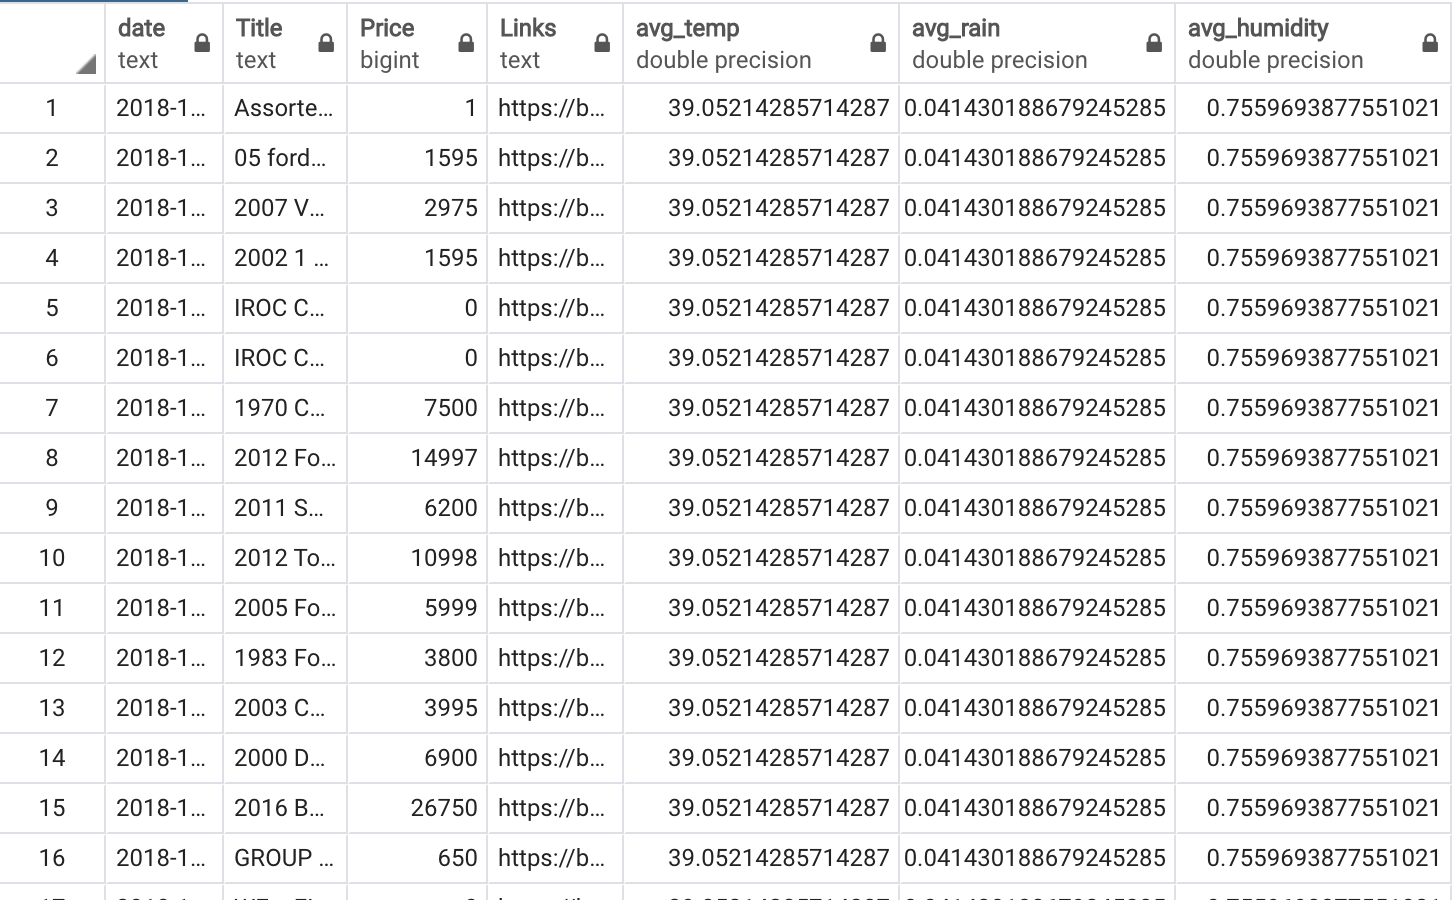 date Title Price Links avg_temp avg_rain avg_humidity
text text bigint text double precision double precision double precision
1 2018-1... Assorte... 1 https://b... 39.05214285714287 0.041430188679245285 0.7559693877551021
2 2018-1... 05 ford... 1595 https://b... 39.05214285714287 0.041430188679245285 0.7559693877551021
3 2018-1... 2007 V... 2975 https://b... 39.05214285714287 0.041430188679245285 0.7559693877551021
4 2018-1... 2002 1 ... 1595 https://b... 39.05214285714287 0.041430188679245285 0.7559693877551021
5 2018-1... IROC C... 0 https://b... 39.05214285714287 0.041430188679245285 0.7559693877551021
6 2018-1... IROC C... 0 https://b... 39.05214285714287 0.041430188679245285 0.7559693877551021
7 2018-1... 1970 C... 7500 https://b... 39.05214285714287 0.041430188679245285 0.7559693877551021
8 2018-1... 2012 Fo... 14997 https://b... 39.05214285714287 0.041430188679245285 0.7559693877551021
9 2018-1... 2011 S... 6200 https://b... 39.05214285714287 0.041430188679245285 0.7559693877551021
10 2018-1... 2012 To... 10998 https://b... 39.05214285714287 0.041430188679245285 0.7559693877551021
11 2018-1... 2005 Fo... 5999 https://b... 39.05214285714287 0.041430188679245285 0.7559693877551021
12 2018-1... 1983 Fo... 3800 https://b... 39.05214285714287 0.041430188679245285 0.7559693877551021
13 2018-1... 2003 C... 3995 https://b... 39.05214285714287 0.041430188679245285 0.7559693877551021
14 2018-1... 2000 D... 6900 https://b... 39.05214285714287 0.041430188679245285 0.7559693877551021
15 2018-1... 2016 B... 26750 https://b... 39.05214285714287 0.041430188679245285 0.7559693877551021
16 2018-1... GROUP ... 650 https://b... 39.05214285714287 0.041430188679245285 0.7559693877551021